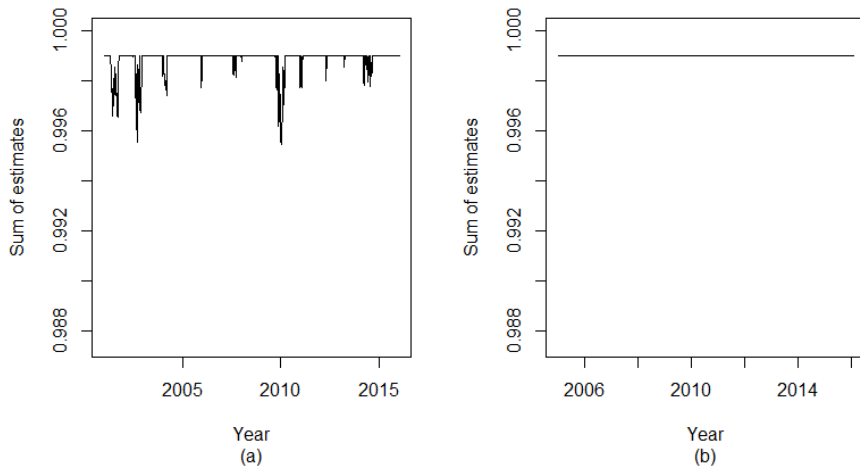 Sum of estimates
1.000
0.996
0.992
0.988
2005 2010 2015
Year
(a)
Sum of estimates
1.000
0.996
0.992
0.988
2006 2010 2014
Year
(b)